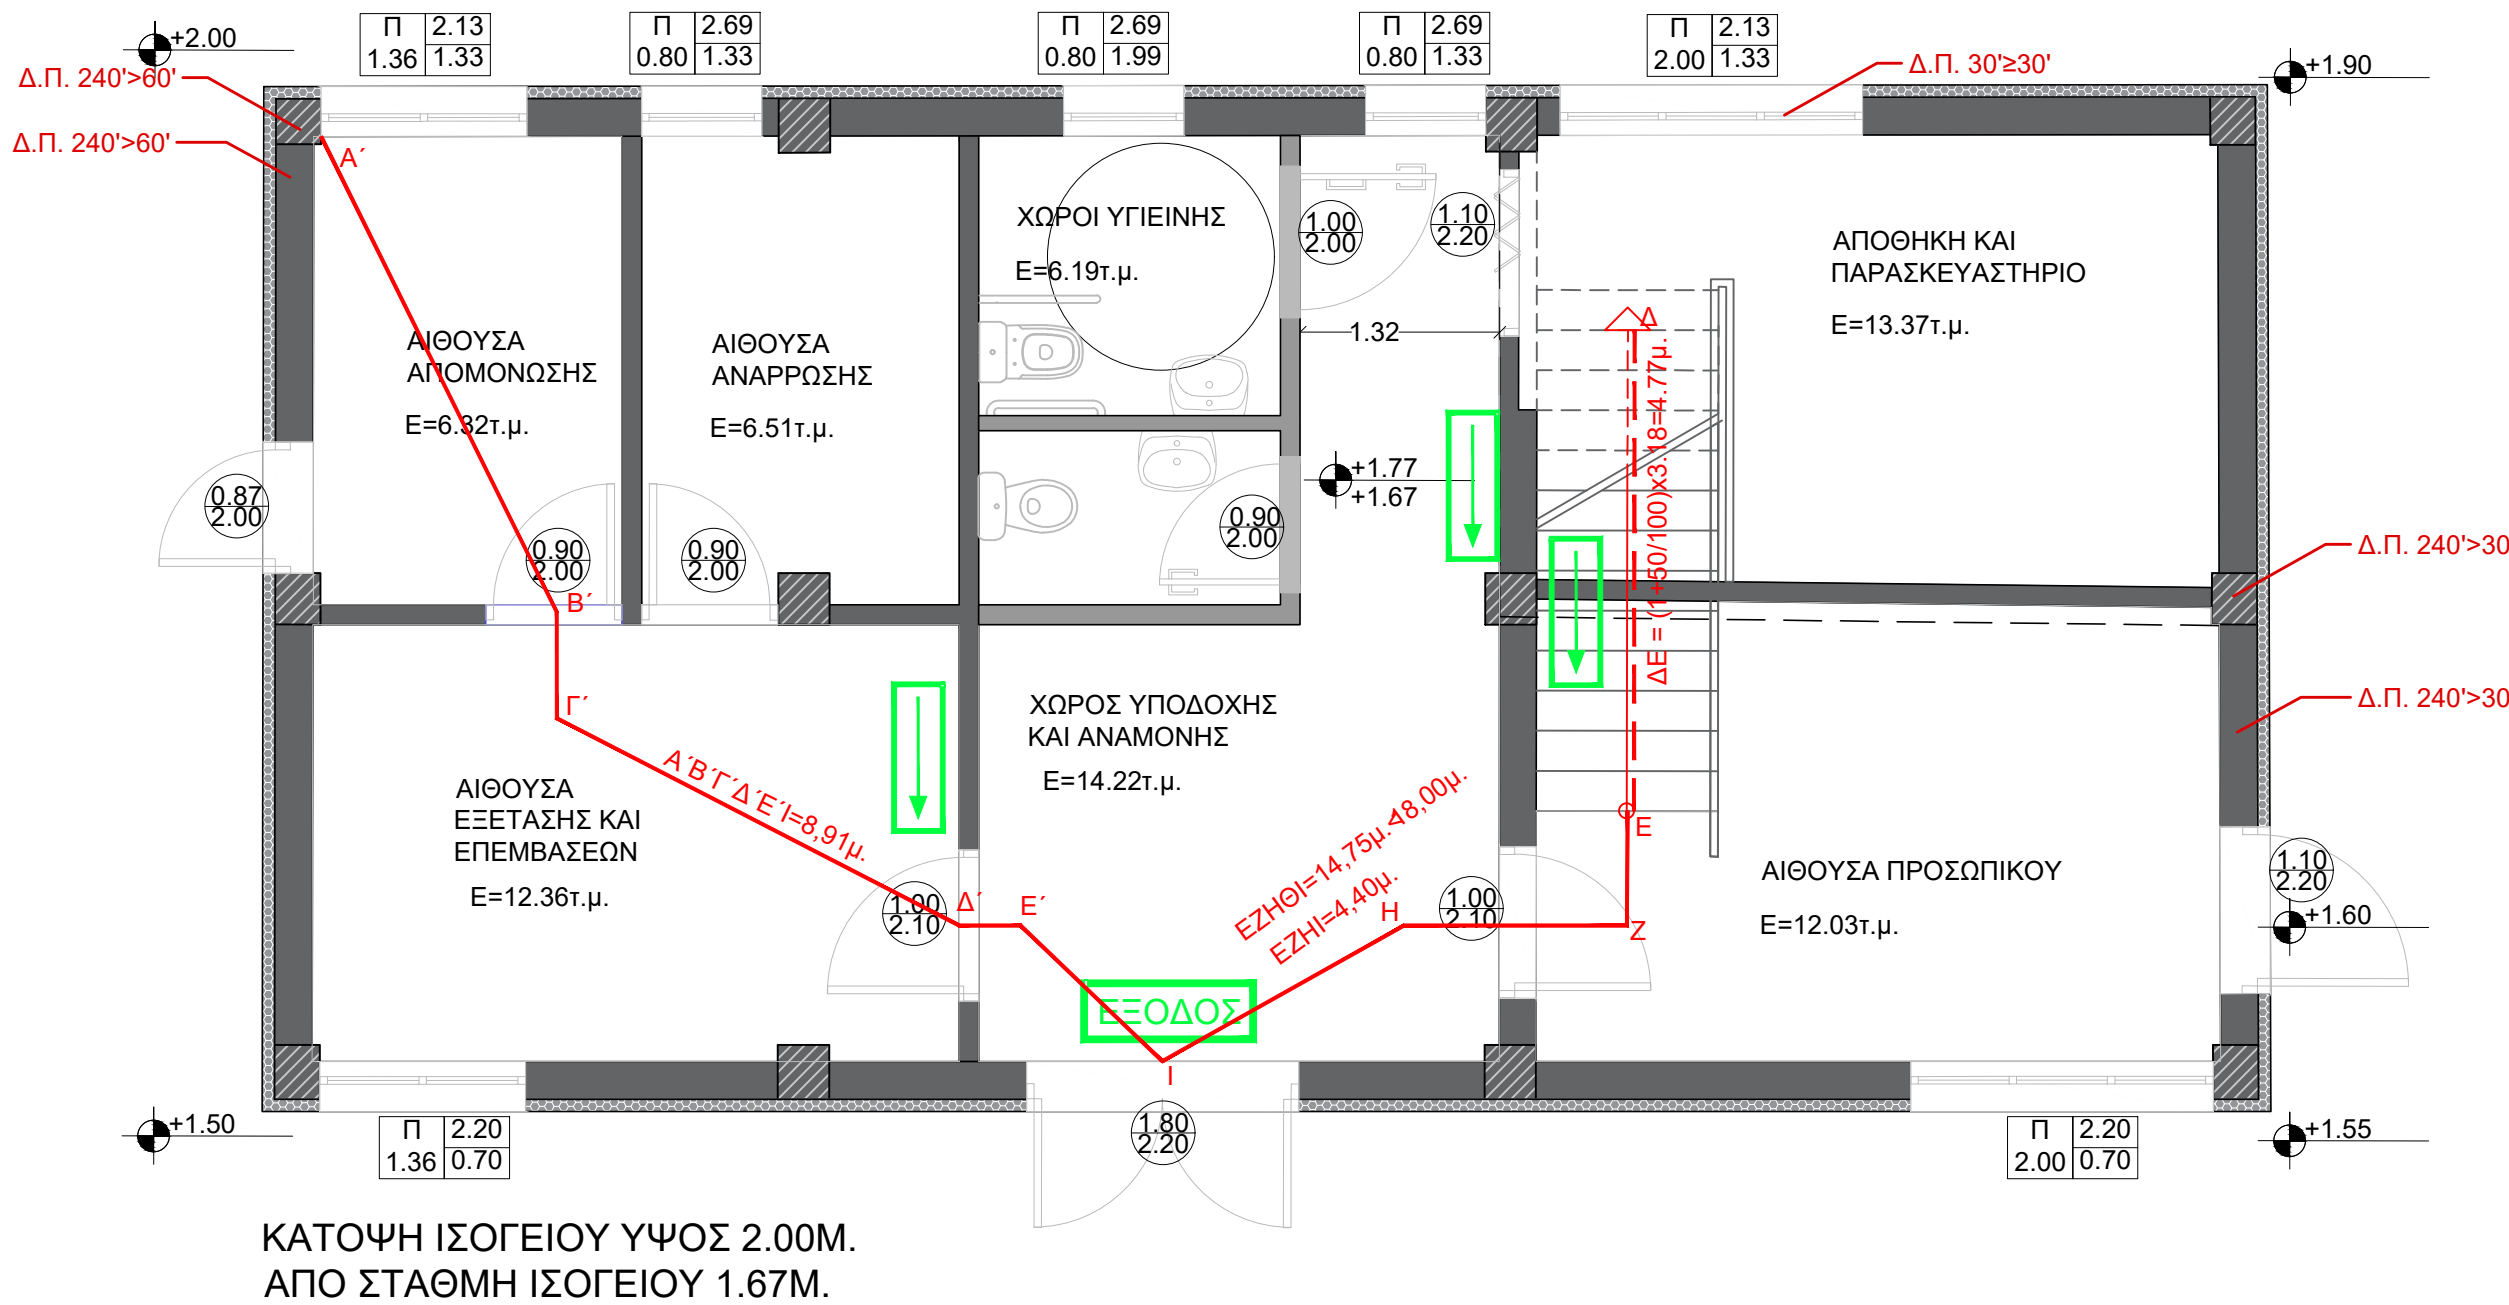 +2.00
Π 2.13
1.36 1.33
Π 2.69
0.80 1.33
Π 2.69
0.80 1.99
Π 2.69
0.80 1.33
Π 2.13
2.00 1.33
+1.90
Δ.Π. 240'>60'
Δ.Π. 240'>60'
Δ.Π. 30'≥30'
Α΄
ΧΩΡΟΙ ΥΓΙΕΙΝΗΣ
Ε=6.19τ.μ.
1.00
2.00
1.10
2.20
ΑΠΟΘΗΚΗ ΚΑΙ
ΠΑΡΑΣΚΕΥΑΣΤΗΡΙΟ
Ε=13.37τ.μ.
ΑΙΘΟΥΣΑ
ΑΠΟΜΟΝΩΣΗΣ
Ε=6.32τ.μ.
ΑΙΘΟΥΣΑ
ΑΝΑΡΡΩΣΗΣ
Ε=6.51τ.μ.
1.32
Δ
ΔΕ = (1+50/100)x3.18=4.77μ.
+1.77
+1.67
0.87
2.00
0.90
2.00
0.90
2.00
0.90
2.00
Β΄
Δ.Π. 240'>30
Δ.Π. 240'>30
Γ΄
Α΄Β΄Γ΄Δ΄Ε΄Ι=8,91μ.
ΧΩΡΟΣ ΥΠΟΔΟΧΗΣ
ΚΑΙ ΑΝΑΜΟΝΗΣ
Ε=14.22τ.μ.
ΑΙΘΟΥΣΑ
ΕΞΕΤΑΣΗΣ ΚΑΙ
ΕΠΕΜΒΑΣΕΩΝ
Ε=12.36τ.μ.
ΕΖΗΘΙ=14,75μ.<18,00μ.
ΕΖΗΙ=4,40μ.
Ε
ΑΙΘΟΥΣΑ ΠΡΟΣΩΠΙΚΟΥ
Ε=12.03τ.μ.
1.10
2.20
+1.60
1.00
2.10
Δ΄
Ε΄
Η
1.00
2.10
Ζ
ΕΞΟΔΟΣ
Ι
+1.50
Π 2.20
1.36 0.70
1.80
2.20
Π 2.20
2.00 0.70
+1.55
ΚΑΤΟΨΗ ΙΣΟΓΕΙΟΥ ΥΨΟΣ 2.00Μ.
ΑΠΟ ΣΤΑΘΜΗ ΙΣΟΓΕΙΟΥ 1.67Μ.